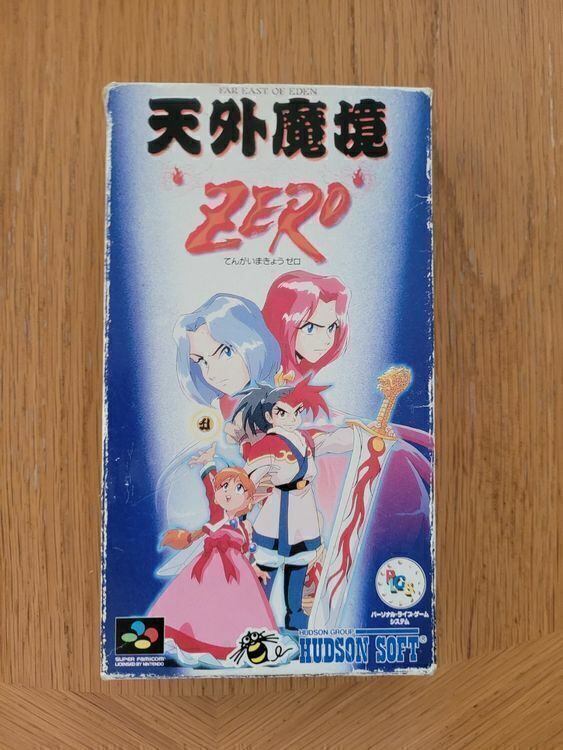 FAR EAST OF EDEN
天外魔境
ZERO
てんがいまきょうゼロ
PLGS
パーソナル・ライブ・ゲーム
システム
SUPER FAMICOM
LICENSED BY NINTENDO
HUDSON GROUP
HUDSON SOFT®